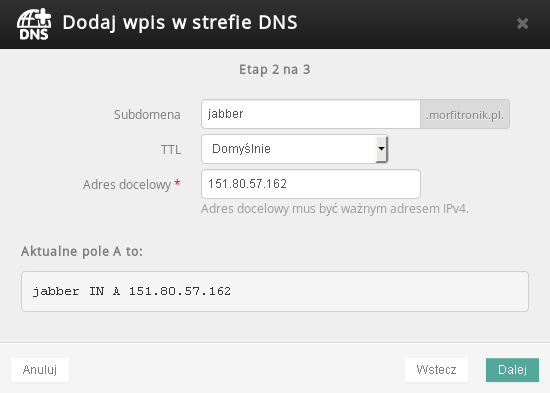 DNS
Dodaj wpis w strefie DNS
Etap 2 na 3
Subdomena
jabber
.morfitronik.pl.
TTL
Domyślnie
Adres docelowy *
151.80.57.162
Adres docelowy mus być ważnym adresem IPv4.
Aktualne pole A to:
jabber IN A 151.80.57.162
Anuluj
Wstecz
Dalej